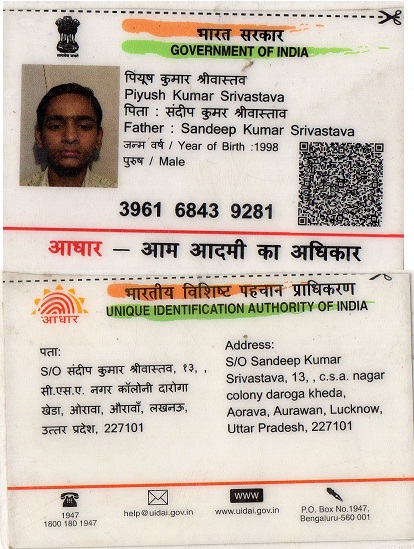 भारत सरकार
GOVERNMENT OF INDIA
पियूष कुमार श्रीवास्तव
Piyush Kumar Srivastava
पिता : संदीप कुमर श्रीवास्ताव
Father : Sandeep Kumar Srivastava
जन्म वर्ष / Year of Birth :1998
पुरुष / Male
3961 6843 9281
आधार – आम आदमी का अधिकार
भारतीय विशिष्ट पहचान प्राधिकरण
UNIQUE IDENTIFICATION AUTHORITY OF INDIA
आधार
पता:
S/O संदीप कुमार श्रीवास्तव, १३, ,
सी.एस.ए. नगर कॉलोनी दारोगा
खेडा, ओरावा, औरावाँ, लखनऊ,
उत्तर प्रदेश, 227101
Address:
S/O Sandeep Kumar
Srivastava, 13, , c.s.a. nagar
colony daroga kheda,
Aorava, Aurawan, Lucknow,
Uttar Pradesh, 227101
1947
1800 180 1947
help@uidai.gov.in
www
www.uidai.gov.in
P.O. Box No.1947,
Bengaluru-560 001